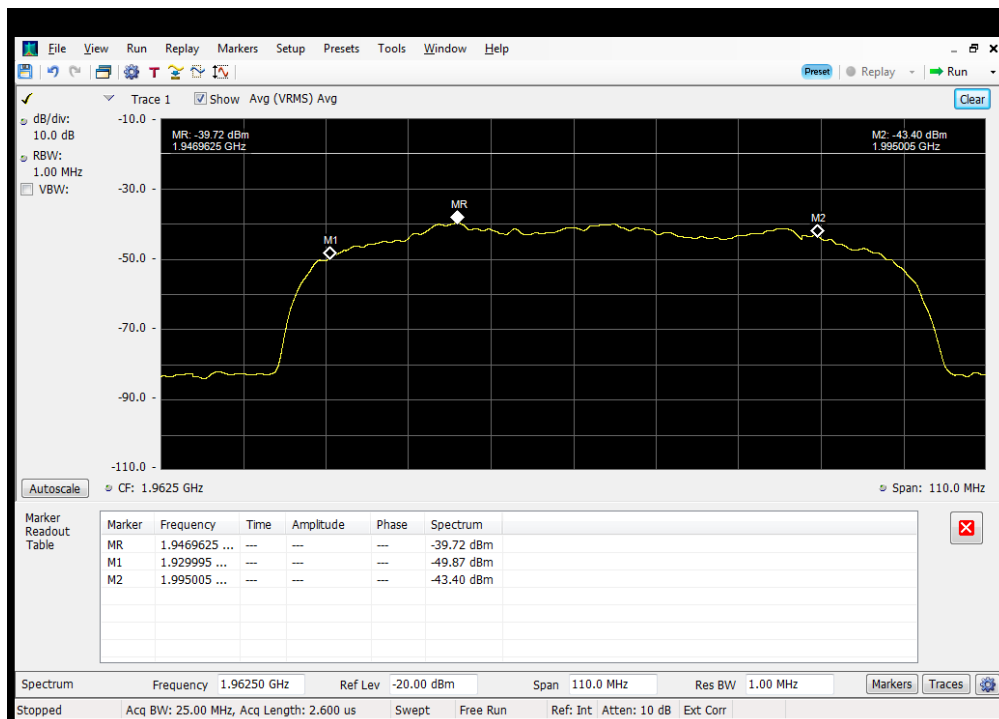 File View Run Replay Markers Setup Presets Tools Window Help
T Preset Replay Run
Trace 1 Show Avg (VRMS) Avg Clear
dB/div:
10.0 dB
RBW:
1.00 MHz
VBW:
-10.0
-30.0
-50.0
-70.0
-90.0
-110.0
MR: -39.72 dBm
1.9469625 GHz
M2: -43.40 dBm
1.995005 GHz
M1
MR
M2
Autoscale CF: 1.9625 GHz Span: 110.0 MHz
Marker
Readout
Table
Marker Frequency Time Amplitude Phase Spectrum
MR 1.9469625 ... --- --- --- -39.72 dBm
M1 1.929995 ... --- --- --- -49.87 dBm
M2 1.995005 ... --- --- --- -43.40 dBm
Spectrum Frequency 1.96250 GHz Ref Lev -20.00 dBm Span 110.0 MHz Res BW 1.00 MHz Markers Traces
Stopped Acq BW: 25.00 MHz, Acq Length: 2.600 us Swept Free Run Ref: Int Atten: 10 dB Ext Corr